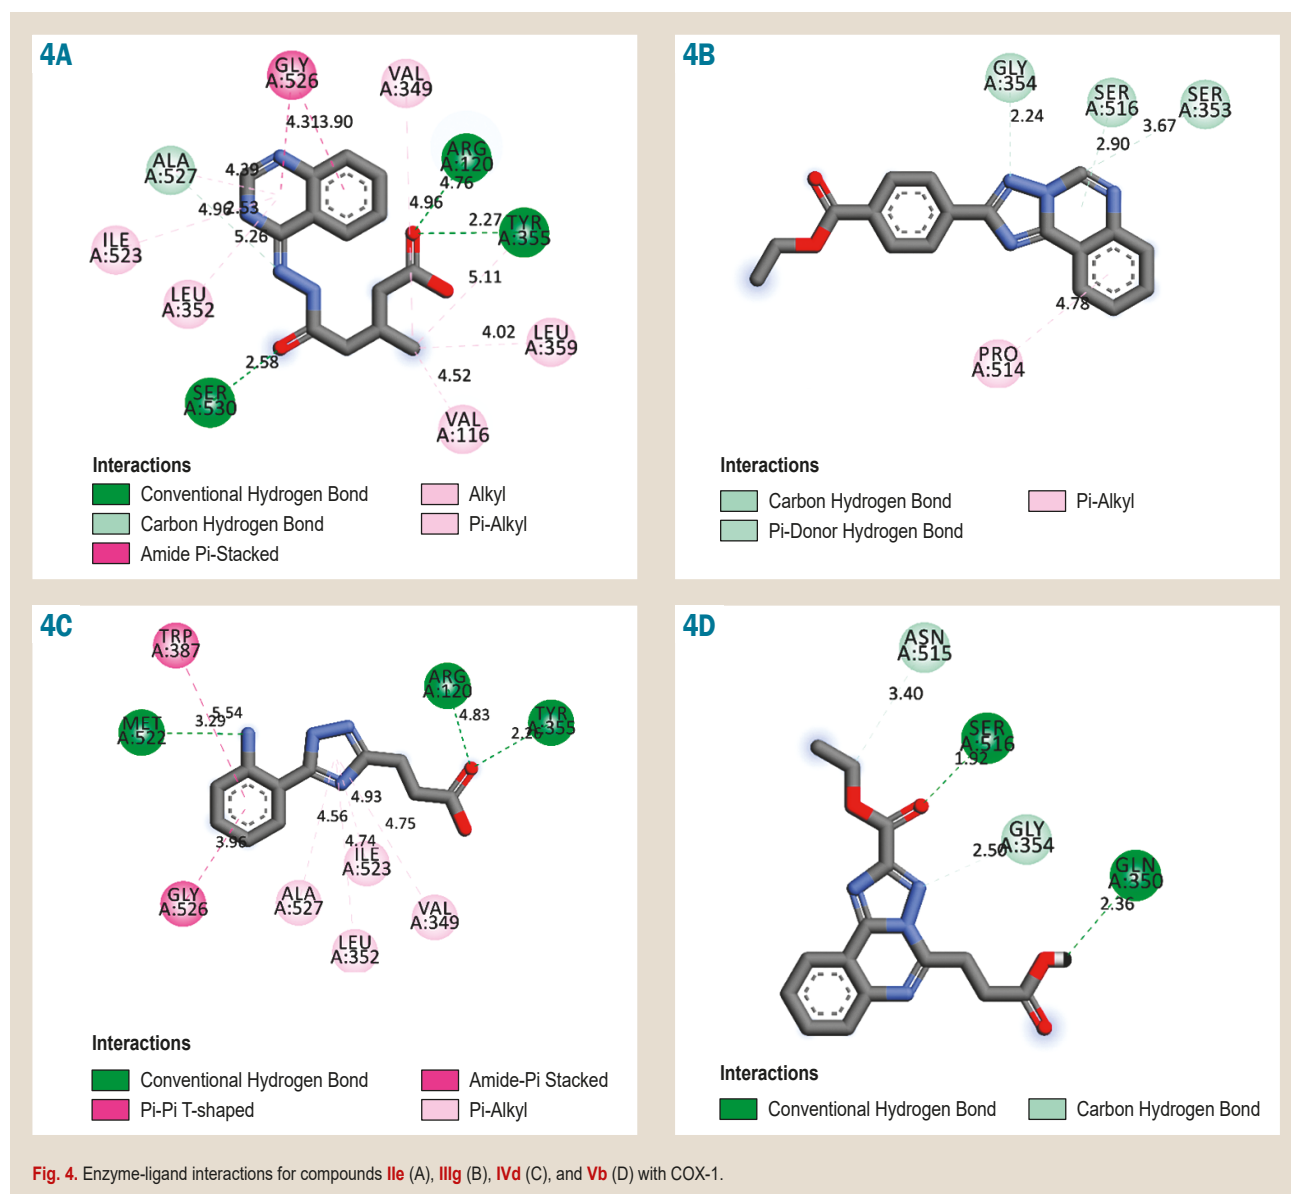 4A
GLY
A:526
VAL
A:349
4.31
3.90
ARG
A:120
4.76
ALA
A:527
4.39
4.96
2.53
4.96
2.27
TYR
A:355
ILE
A:523
5.26
5.11
LEU
A:352
4.02
LEU
A:359
2.58
4.52
SER
A:530
VAL
A:116
Interactions
Conventional Hydrogen Bond
Carbon Hydrogen Bond
Amide Pi-Stacked
Alkyl
Pi-Alkyl
4B
GLY
A:354
SER
A:516
SER
A:353
2.24
3.67
2.90
4.78
PRO
A:514
Interactions
Carbon Hydrogen Bond
Pi-Donor Hydrogen Bond
Pi-Alkyl
4C
TRP
A:387
ARG
A:120
MET
A:522
5.54
3.29
4.83
TYR
A:355
2.26
4.93
4.56
4.75
3.96
4.74
ILE
A:523
GLY
A:526
ALA
A:527
VAL
A:349
LEU
A:352
Interactions
Conventional Hydrogen Bond
Pi-Pi T-shaped
Amide-Pi Stacked
Pi-Alkyl
4D
ASN
A:515
3.40
SER
A:516
1.92
GLY
A:354
2.50
GLN
A:350
2.36
Interactions
Conventional Hydrogen Bond
Carbon Hydrogen Bond
Fig. 4. Enzyme-ligand interactions for compounds IIe (A), IIIg (B), IVd (C), and Vb (D) with COX-1.